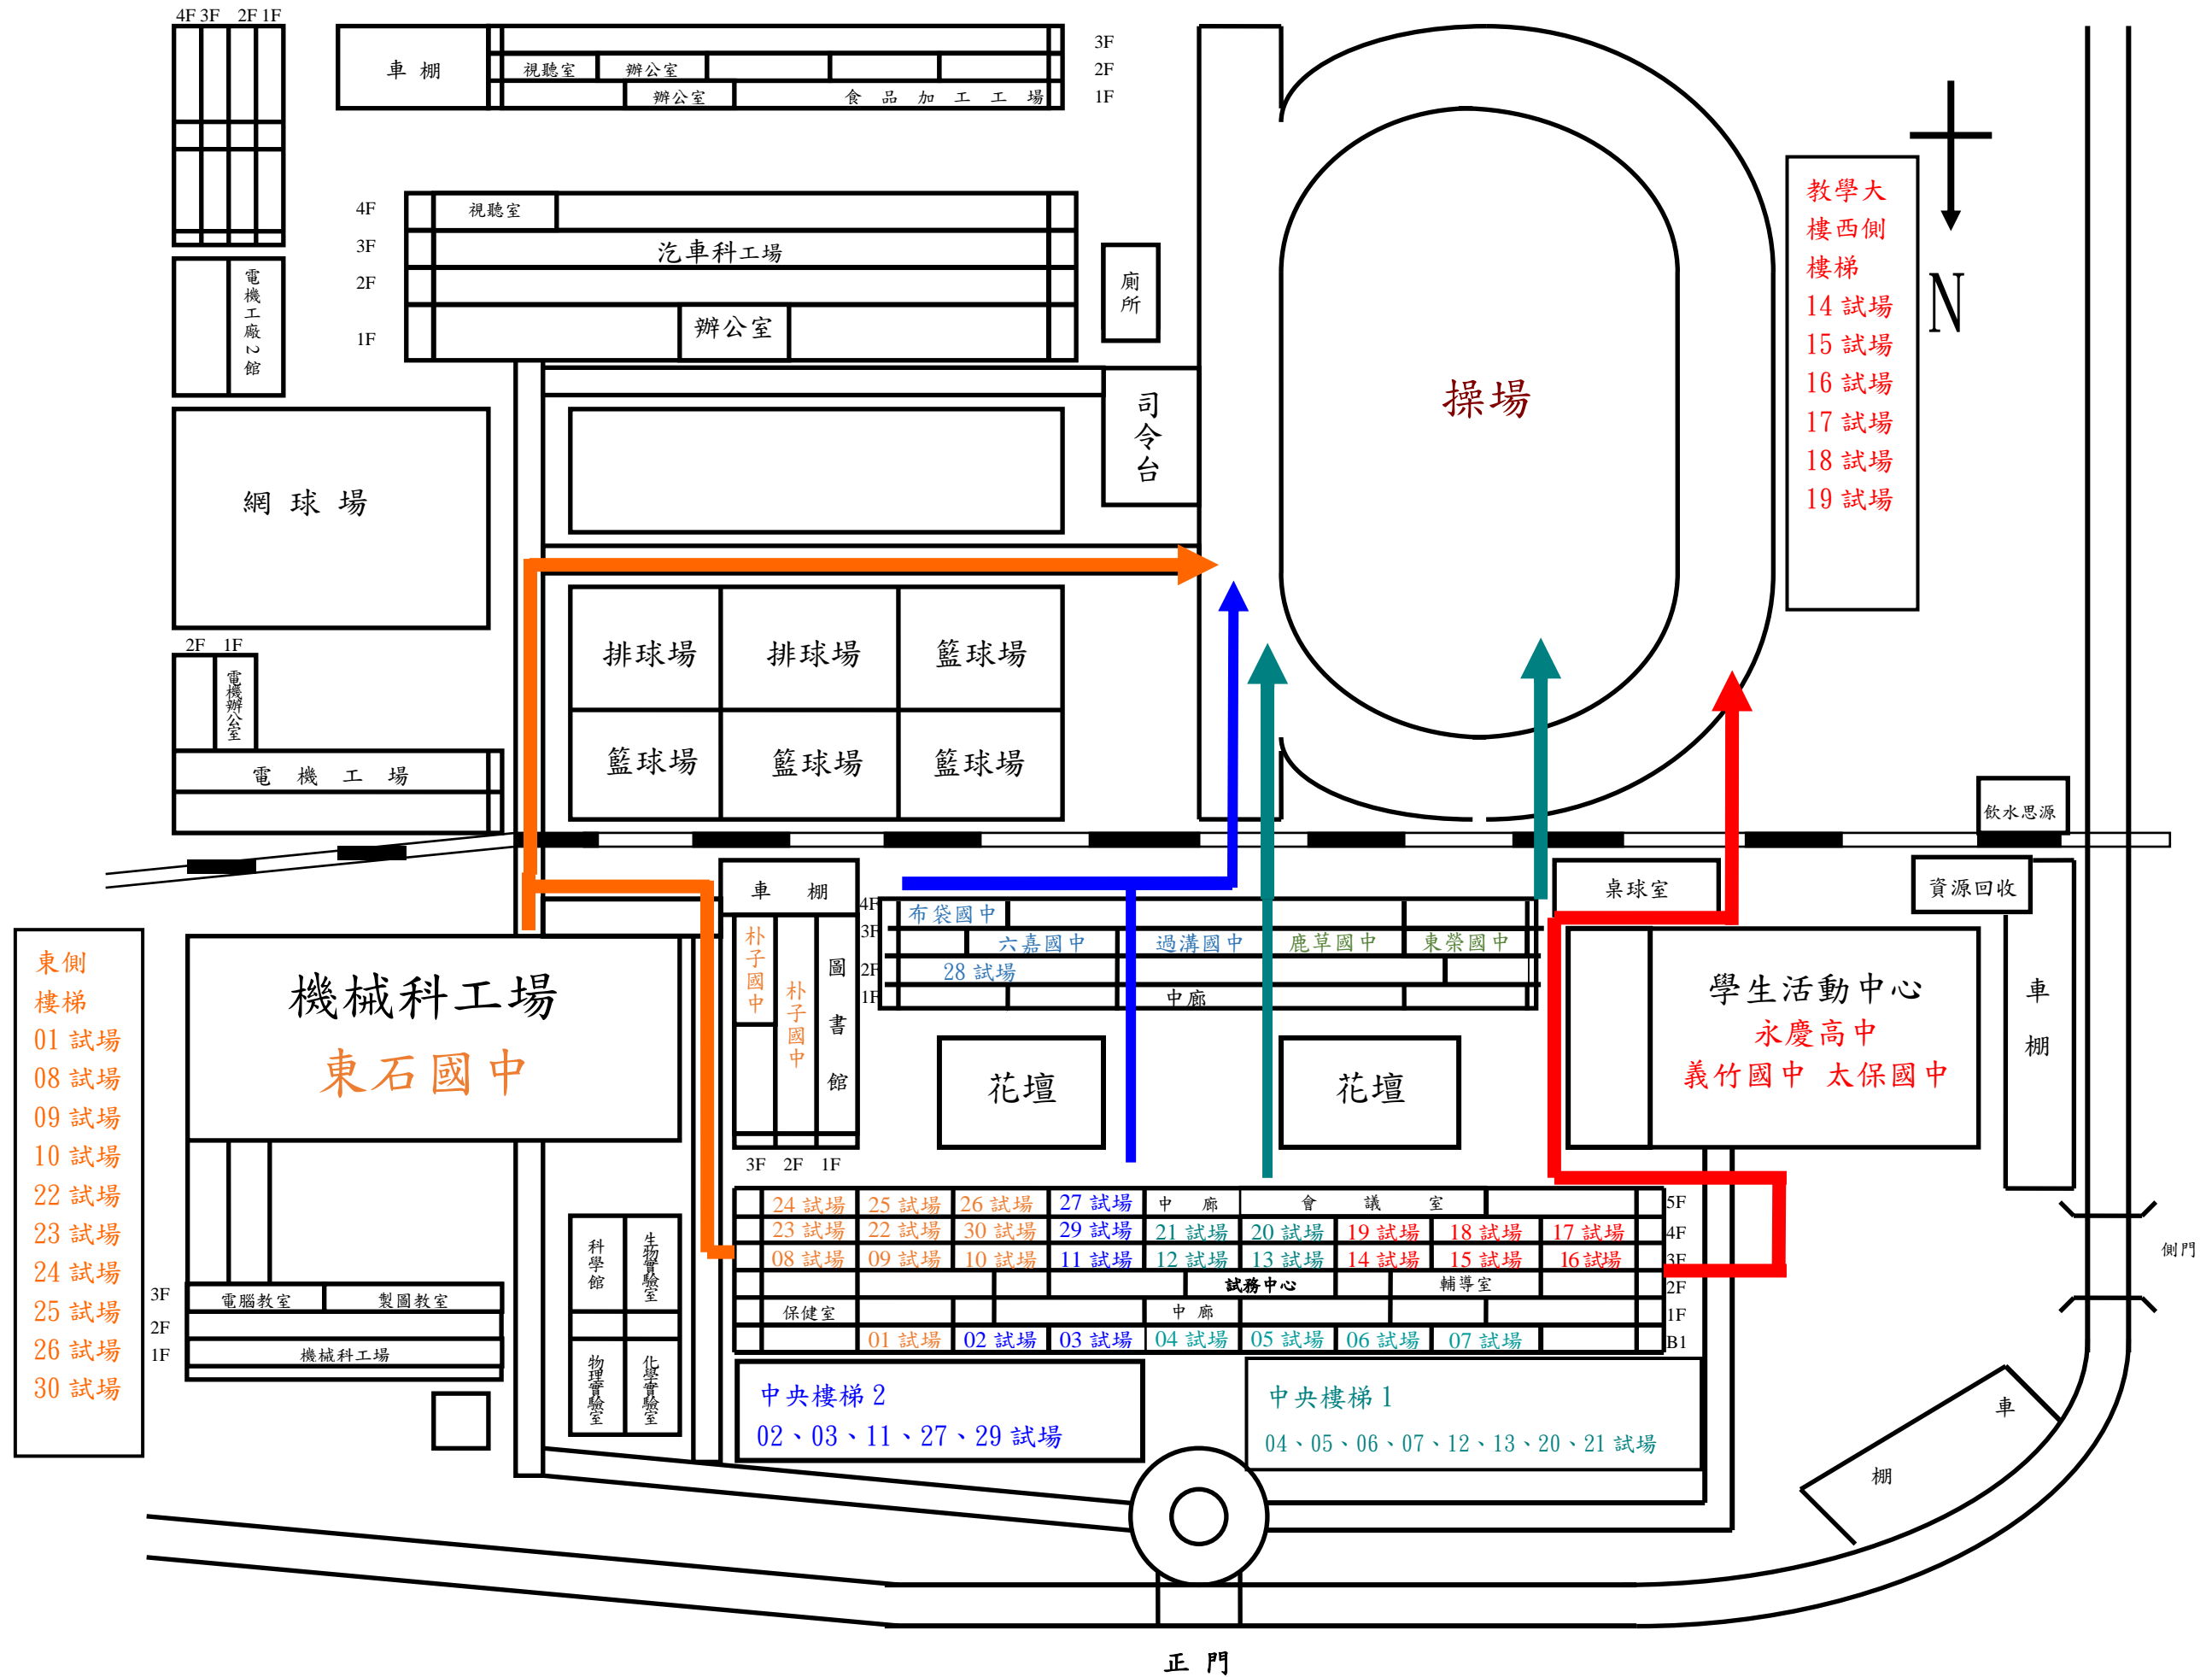 4F 3F 2F 1F
車 棚
視聽室 辦公室
辦公室 食 品 加 工 工 場
3F
2F
1F
4F
3F
2F
1F
視聽室
汽車科工場
辦公室
廁所
電機工廠2館
司令台
操場
教學大
樓西側
樓梯
14 試場
15 試場
16 試場
17 試場
18 試場
19 試場
N
網 球 場
2F 1F
電機辦公室
電 機 工 場
排球場 排球場 籃球場
籃球場 籃球場 籃球場
飲水思源
資源回收
桌球室
車 棚
朴子國中
朴子國中
圖書館
3F 2F 1F
4F
3F
2F
1F
布袋國中
六嘉國中 過溝國中 鹿草國中 東榮國中
28 試場
中廊
花壇 花壇
機械科工場
東石國中
學生活動中心
永慶高中
義竹國中 太保國中
車棚
側門
東側
樓梯
01 試場
08 試場
09 試場
10 試場
22 試場
23 試場
24 試場
25 試場
26 試場
30 試場
3F
2F
1F
電腦教室 製圖教室
機械科工場
科學館
生物實驗室
物理實驗室
化學實驗室
24 試場 25 試場 26 試場 27 試場 中 廊 會 議 室 5F
23 試場 22 試場 30 試場 29 試場 21 試場 20 試場 19 試場 18 試場 17 試場 4F
08 試場 09 試場 10 試場 11 試場 12 試場 13 試場 14 試場 15 試場 16 試場 3F
試務中心 輔導室 2F
保健室 中 廊 1F
01 試場 02 試場 03 試場 04 試場 05 試場 06 試場 07 試場 B1
中央樓梯 2
02、03、11、27、29 試場
中央樓梯 1
04、05、06、07、12、13、20、21 試場
車
棚
正 門